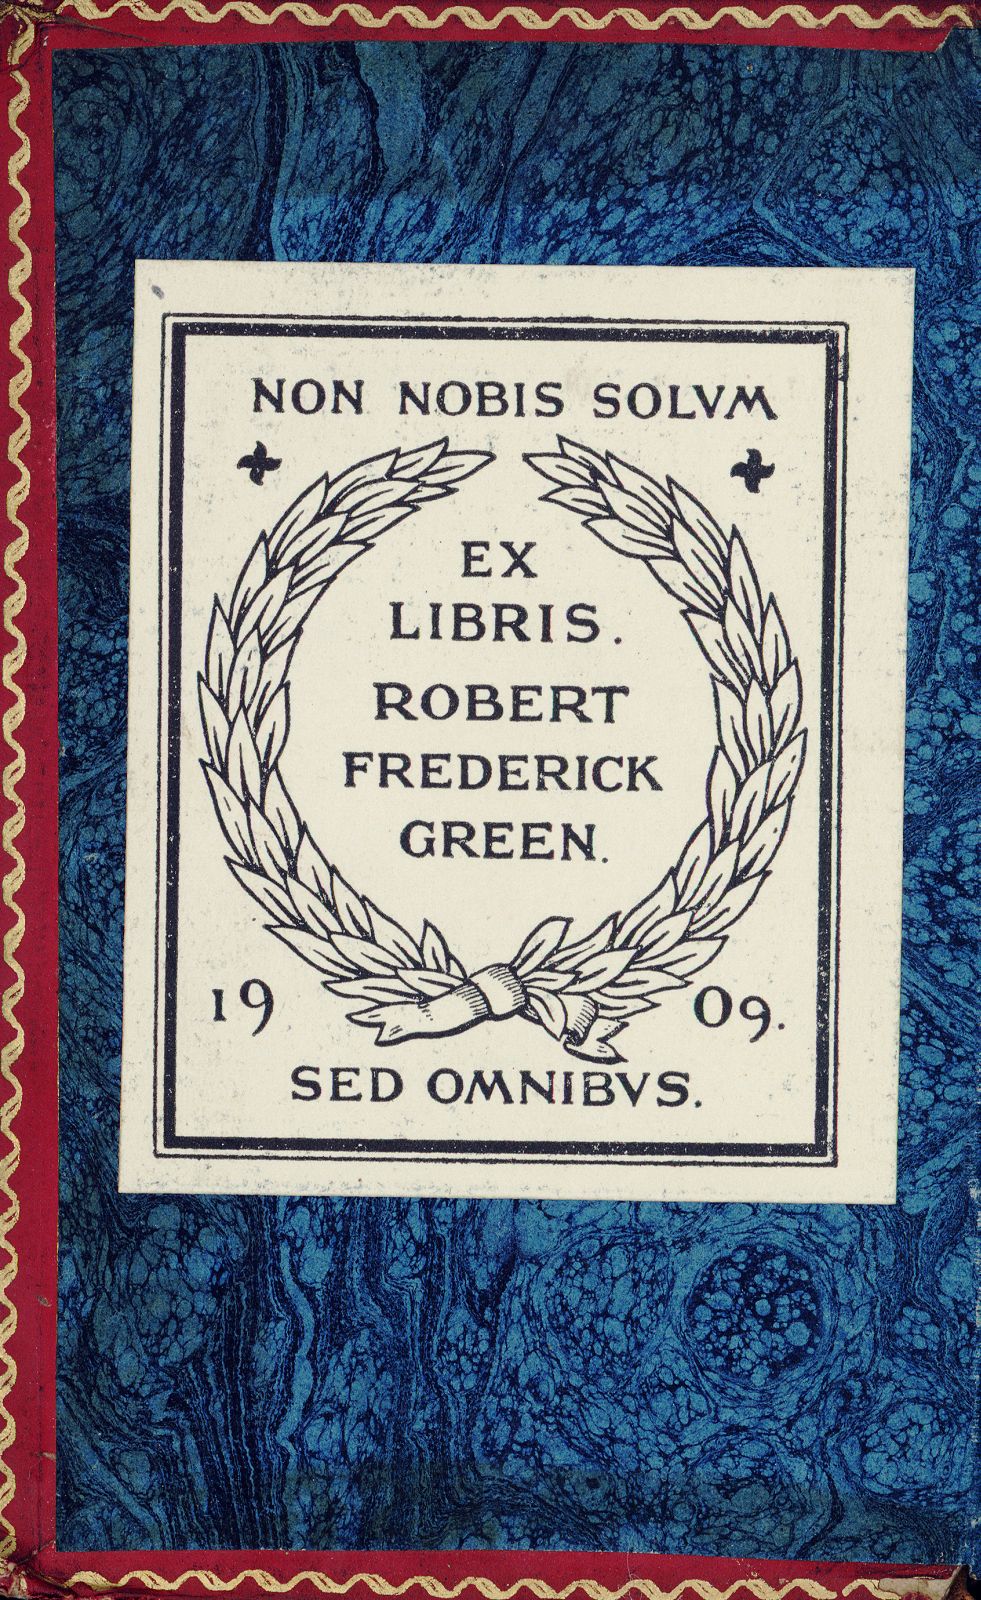 NON NOBIS SOLVM
EX
LIBRIS.
ROBERT
FREDERICK
GREEN.
19 09.
SED OMNIBVS.